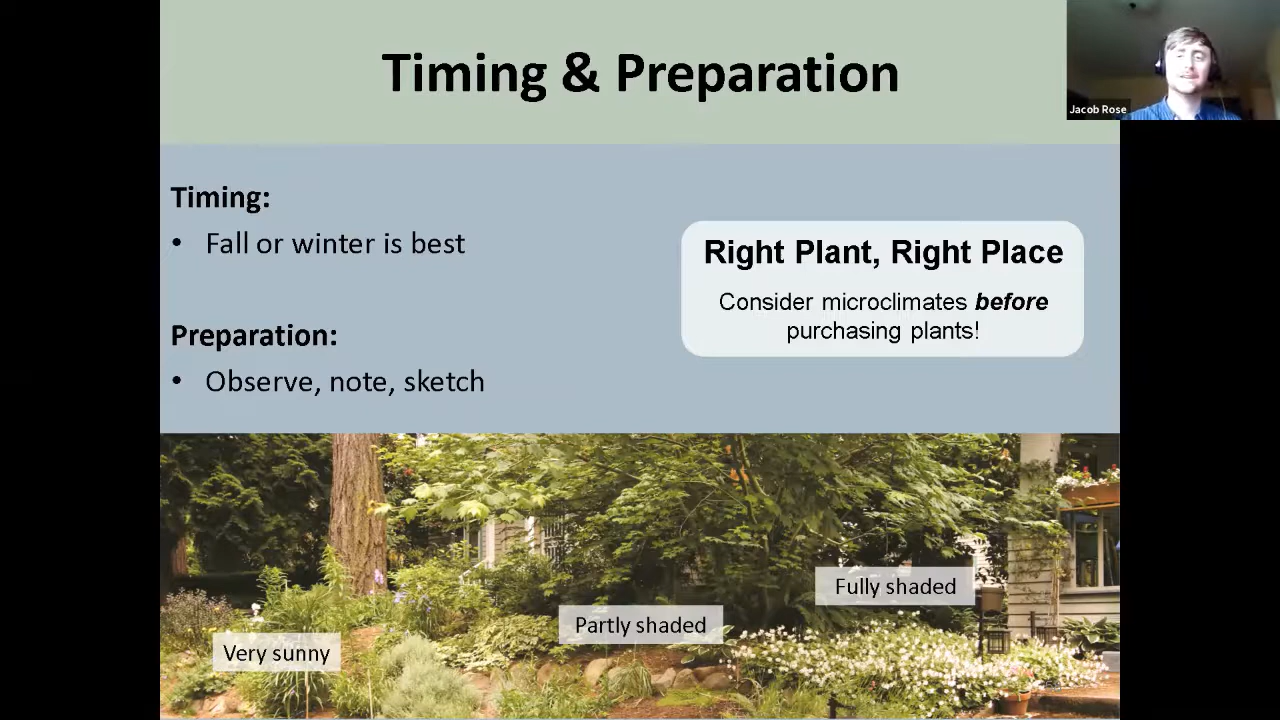 Timing & Preparation
Jacob Rose
Timing:
• Fall or winter is best
Right Plant, Right Place
Consider microclimates before
purchasing plants!
Preparation:
• Observe, note, sketch
Fully shaded
Partly shaded
Very sunny